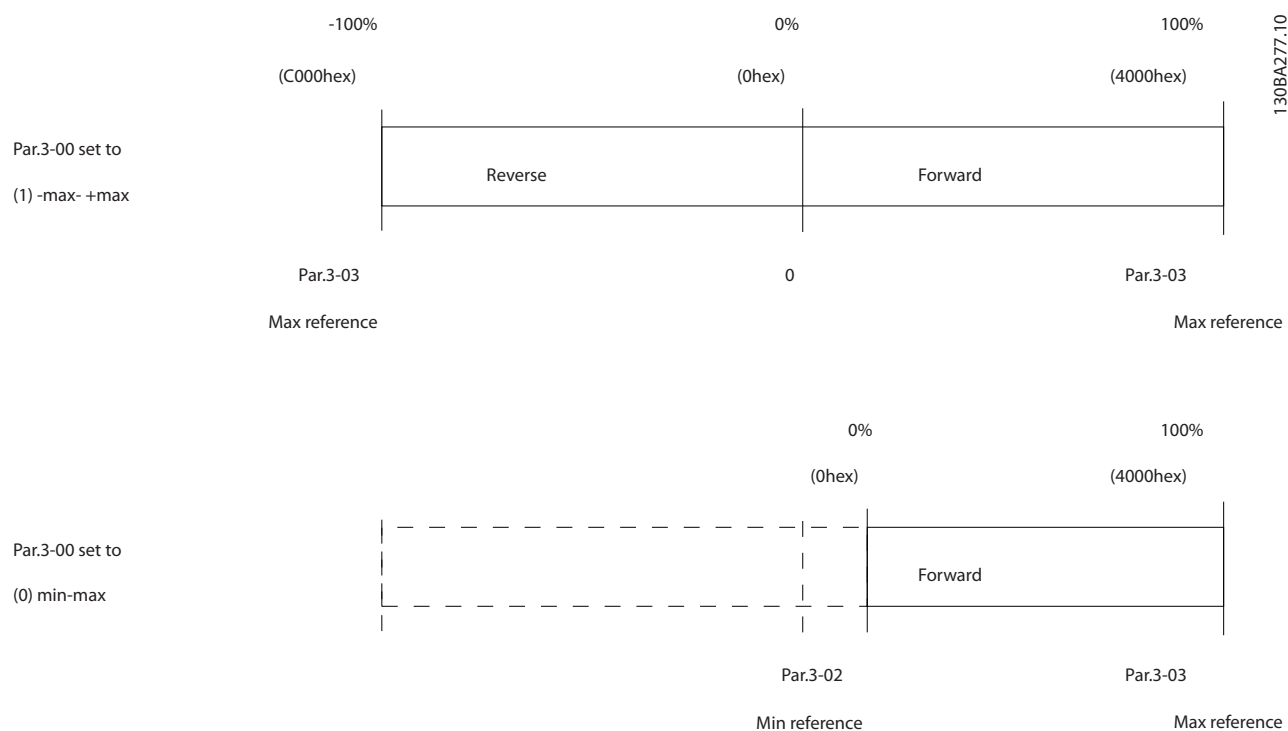 -100% 0% 100%
(C000hex) (0hex) (4000hex)
130BA277.10
Par.3-00 set to
(1) -max- +max
Reverse Forward
Par.3-03 0 Par.3-03
Max reference Max reference
0% 100%
(0hex) (4000hex)
Par.3-00 set to
(0) min-max
Forward
Par.3-02 Par.3-03
Min reference Max reference